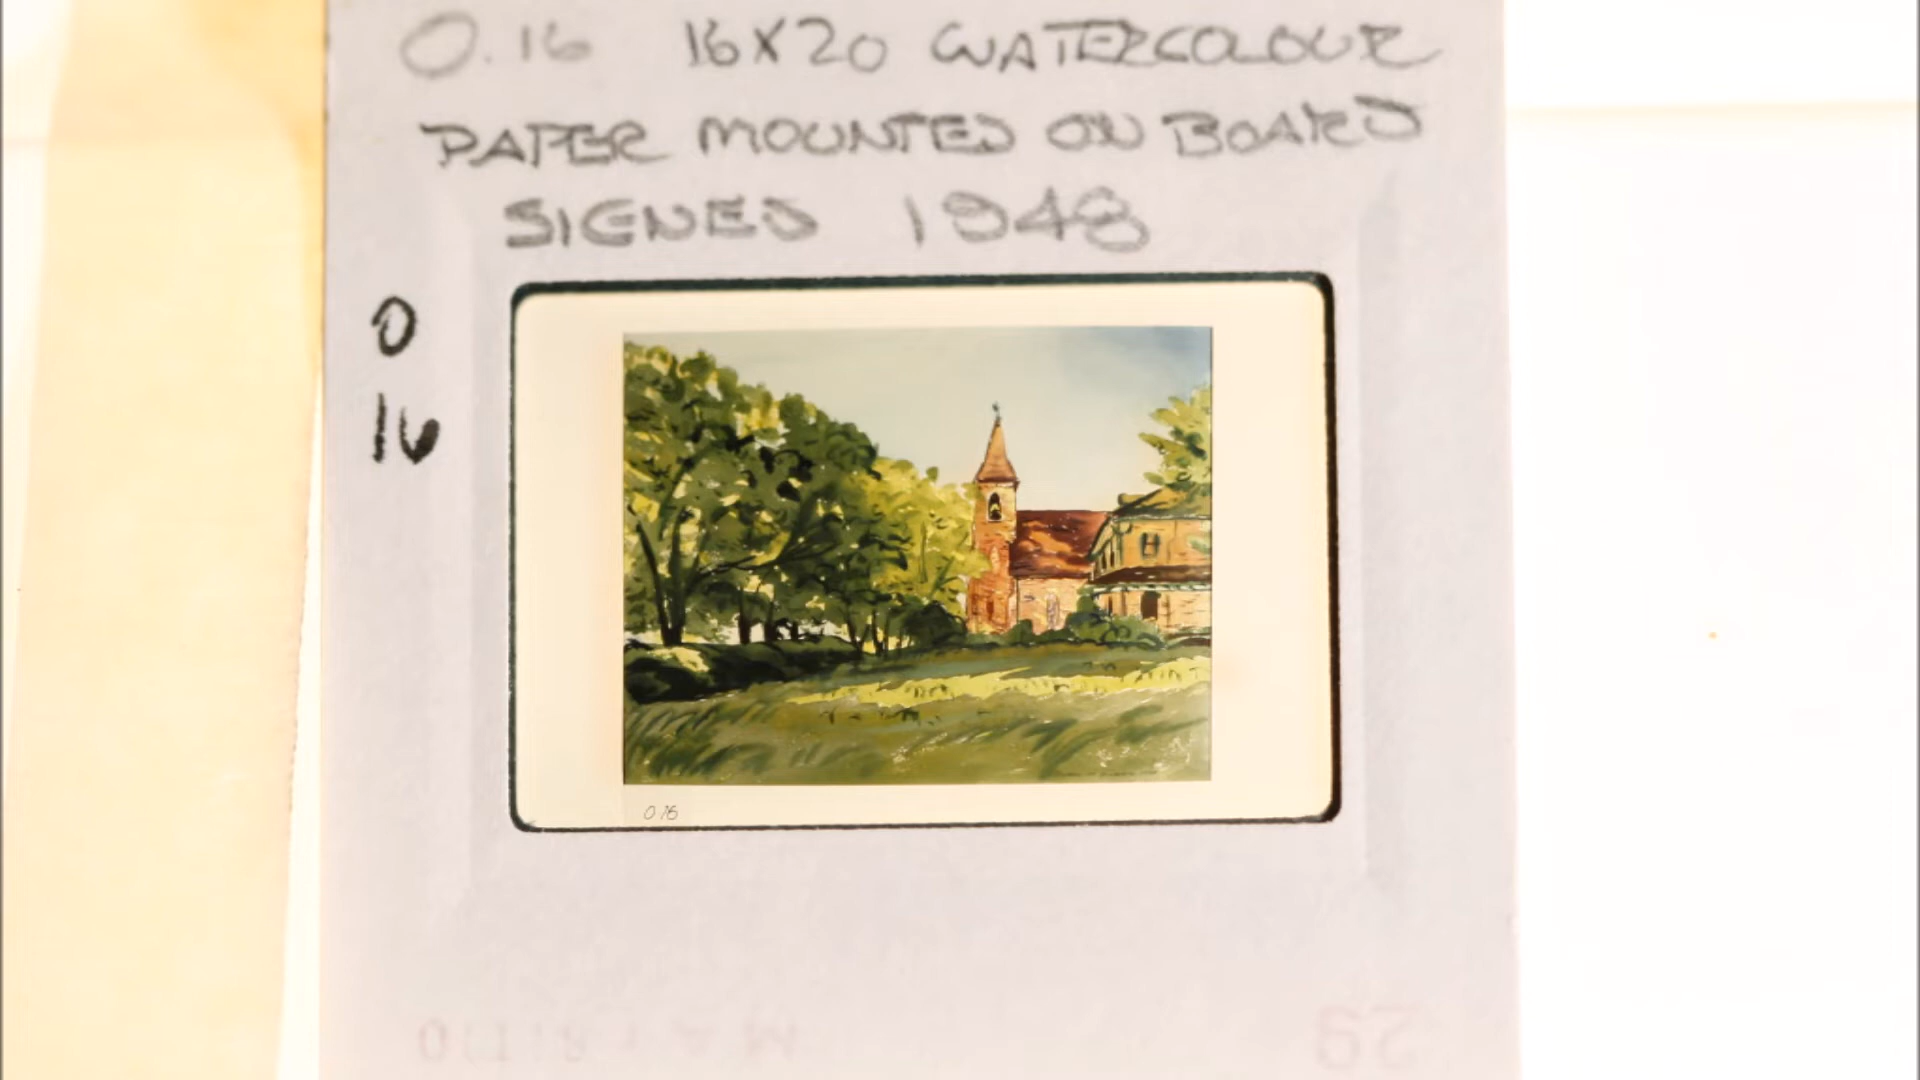 0.16 16X20 WATERCOLOUR
PAPER MOUNTED ON BOARD
SIGNED 1948
0
16
0.16